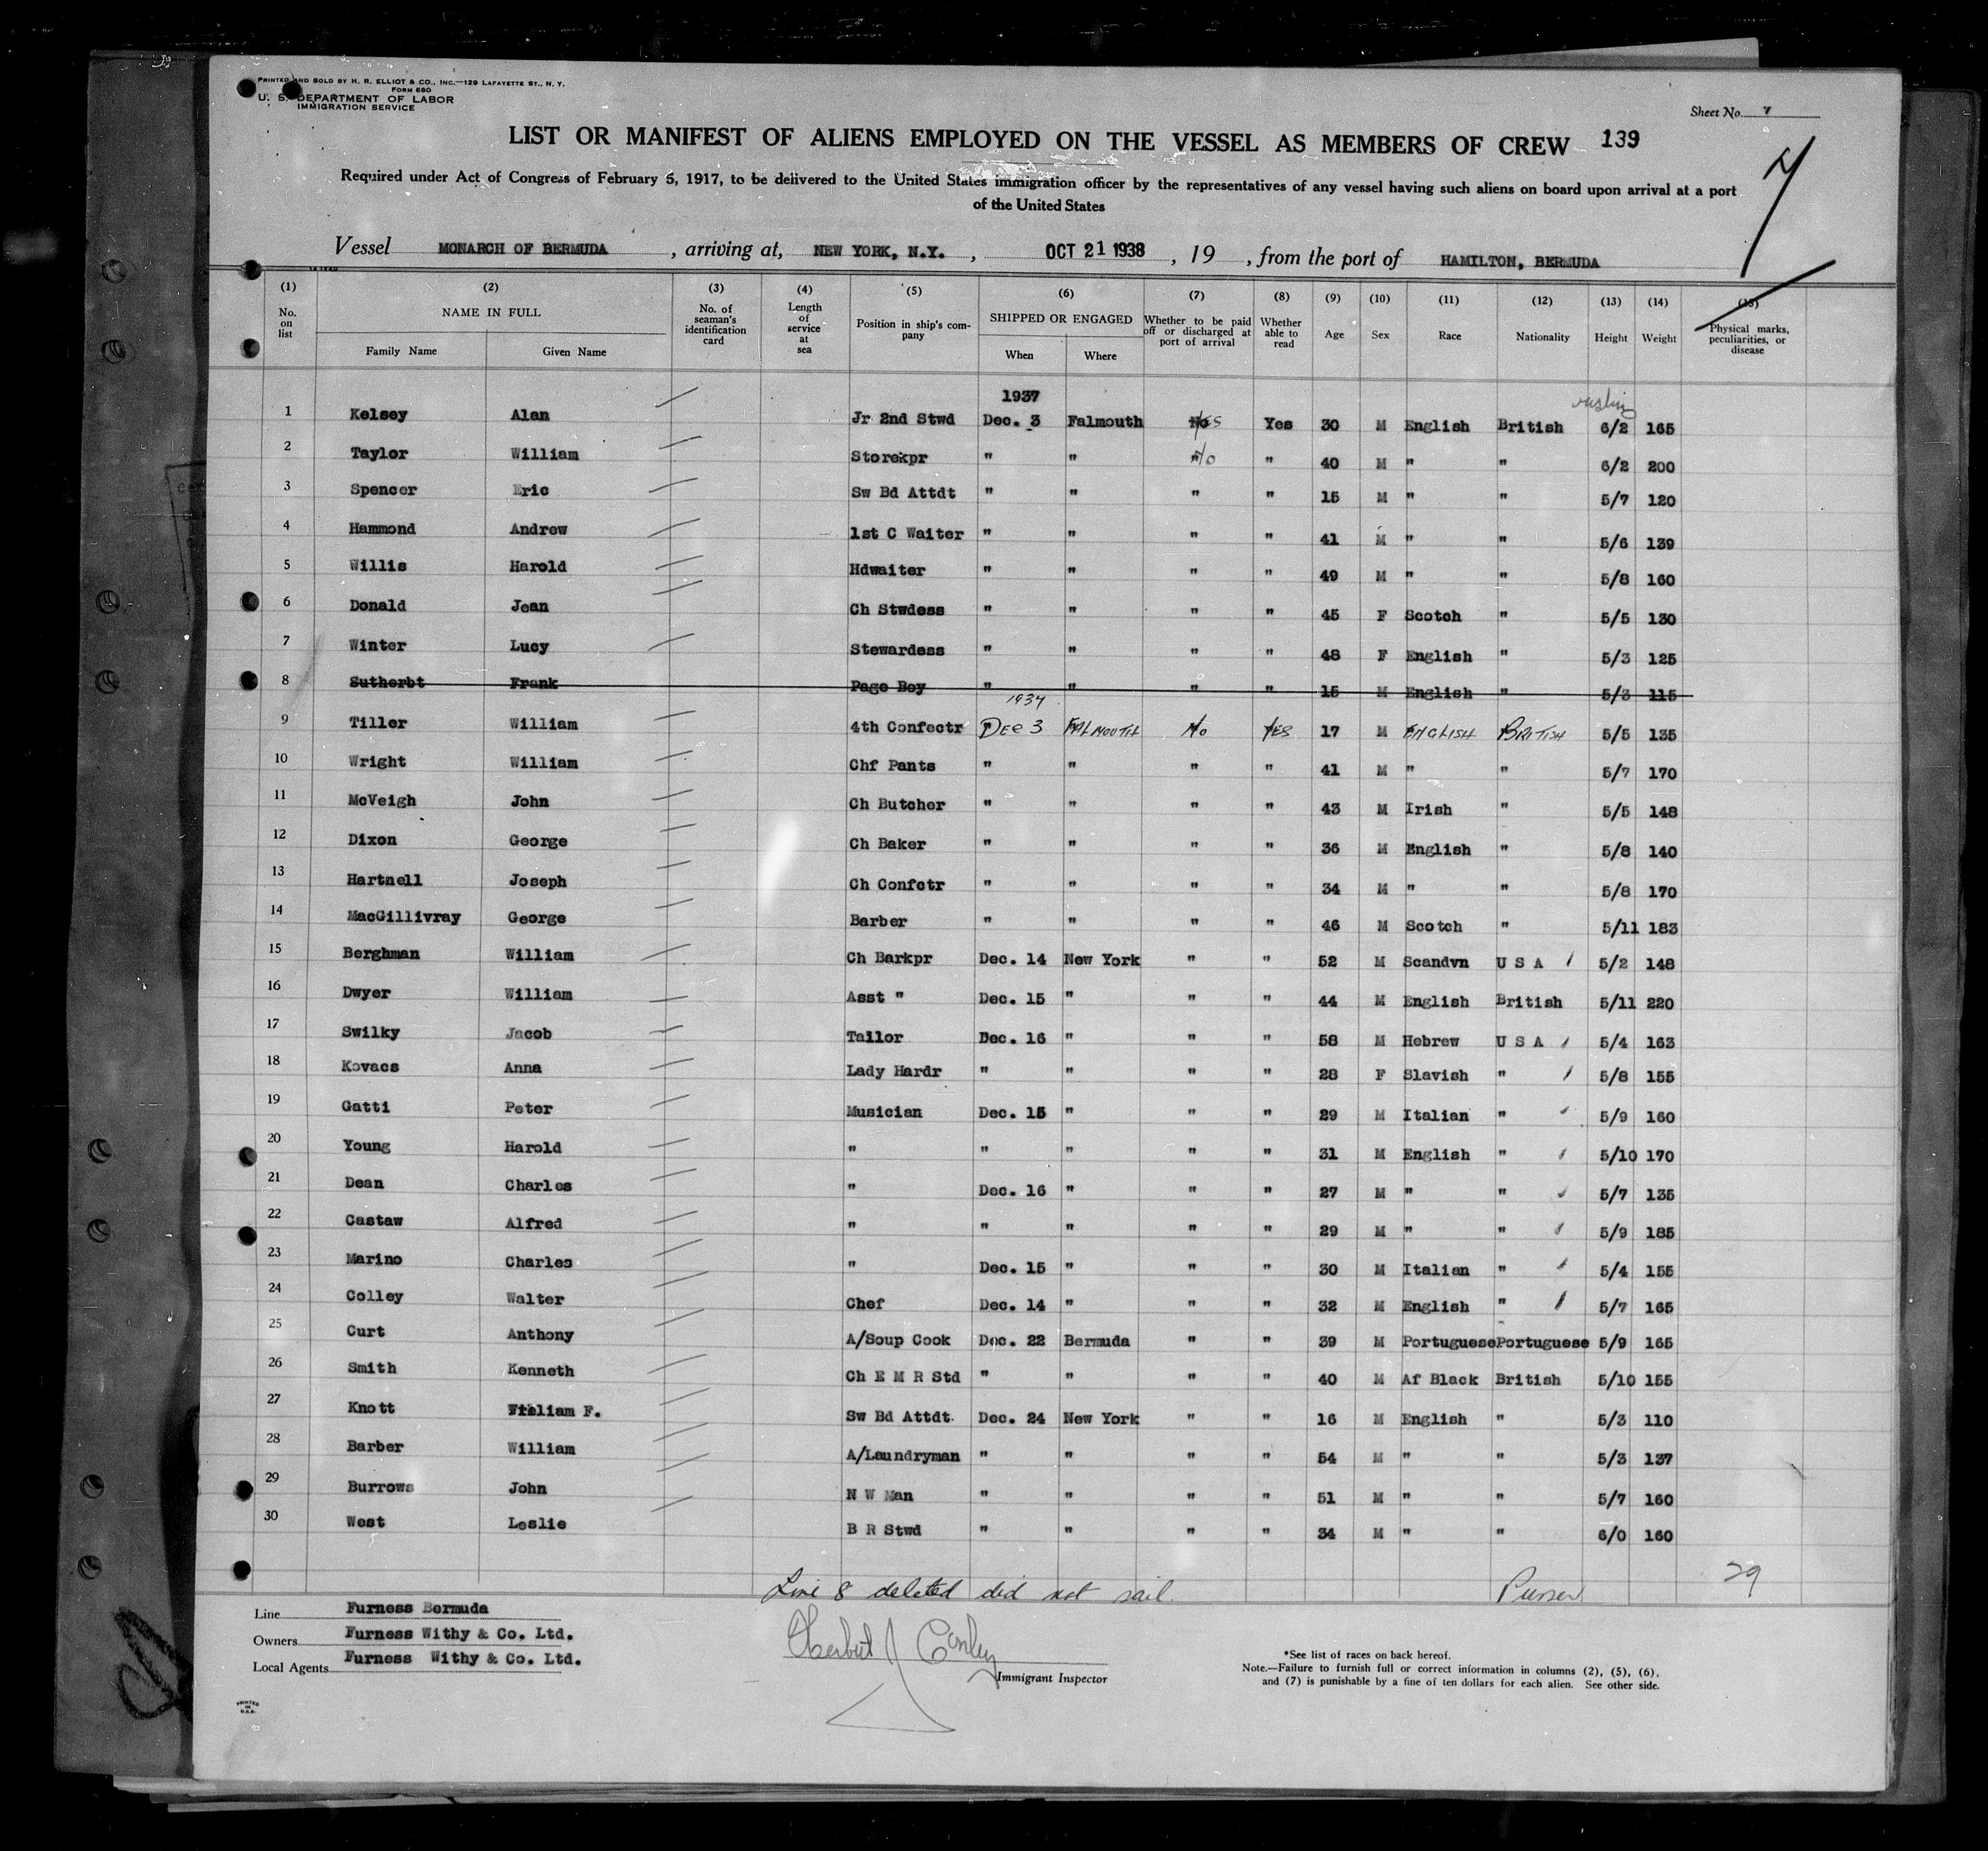 PRINTED AND SOLD BY H. R. ELLIOT & CO., INC.—129 LAFAYETTE ST., N. Y.
FORM 680
U. S. DEPARTMENT OF LABOR
IMMIGRATION SERVICE
Sheet No. 7
LIST OR MANIFEST OF ALIENS EMPLOYED ON THE VESSEL AS MEMBERS OF CREW 139
Required under Act of Congress of February 5, 1917, to be delivered to the United States immigration officer by the representatives of any vessel having such aliens on board upon arrival at a port
of the United States
Vessel MONARCH OF BERMUDA , arriving at, NEW YORK, N.Y. , OCT 21 1938 , 19 , from the port of HAMILTON, BERMUDA
(1) (2) (3) (4) (5) (6) (7) (8) (9) (10) (11) (12) (13) (14) (15)
No. on list NAME IN FULL Family Name Given Name No. of seaman's identification card Length of service at sea Position in ship's company SHIPPED OR ENGAGED When Where Whether to be paid off or discharged at port of arrival Whether able to read Age Sex Race Nationality Height Weight Physical marks, peculiarities, or disease
1937
1 Kelsey Alan Jr 2nd Stwd Dec. 3 Falmouth No YES Yes 30 M English British 6/2 165
2 Taylor William Storekpr " " No " 40 M " " 6/2 200
3 Spencer Eric Sw Bd Attdt " " " " 15 M " " 5/7 120
4 Hammond Andrew 1st C Waiter " " " " 41 M " " 5/6 139
5 Willis Harold Hdwaiter " " " " 49 M " " 5/8 160
6 Donald Jean Ch Stwdess " " " " 45 F Scotch " 5/5 130
7 Winter Lucy Stewardess " " " " 48 F English " 5/3 125
8 Sutherbt Frank Page Boy " " " " 15 M English " 5/3 115
1937
9 Tiller William 4th Confectr DEC 3 FALMOUTH No YES 17 M ENGLISH BRITISH 5/5 135
10 Wright William Chf Pants " " " " 41 M " " 5/7 170
11 McVeigh John Ch Butcher " " " " 43 M Irish " 5/5 148
12 Dixon George Ch Baker " " " " 36 M English " 5/8 140
13 Hartnell Joseph Ch Confctr " " " " 34 M " " 5/8 170
14 MacGillivray George Barber " " " " 46 M Scotch " 5/11 183
15 Berghman William Ch Barkpr Dec. 14 New York " " 52 M Scandvn U S A 5/2 148
16 Dwyer William Asst " Dec. 15 " " " 44 M English British 5/11 220
17 Swilky Jacob Tailor Dec. 16 " " " 58 M Hebrew U S A 5/4 163
18 Kovacs Anna Lady Hardr " " " " 28 F Slavish " 5/8 155
19 Gatti Peter Musician Dec. 15 " " " 29 M Italian " 5/9 160
20 Young Harold " " " " " 31 M English " 5/10 170
21 Dean Charles " Dec. 16 " " " 27 M " " 5/7 135
22 Castaw Alfred " " " " " 29 M " " 5/9 185
23 Marino Charles " Dec. 15 " " " 30 M Italian " 5/4 155
24 Colley Walter Chef Dec. 14 " " " 32 M English " 5/7 165
25 Curt Anthony A/Soup Cook Dec. 22 Bermuda " " 39 M Portuguese Portuguese 5/9 165
26 Smith Kenneth Ch E M R Std " " " " 40 M Af Black British 5/10 155
27 Knott William F. Sw Bd Attdt Dec. 24 New York " " 16 M English " 5/3 110
28 Barber William A/Laundryman " " " " 54 M " " 5/3 137
29 Burrows John N W Man " " " " 51 M " " 5/7 160
30 West Leslie B R Stwd " " " " 34 M " " 6/0 160
Line 8 deleted did not sail. Purser 29
Line Furness Bermuda
Owners Furness Withy & Co. Ltd.
Local Agents Furness Withy & Co. Ltd.
Immigrant Inspector
*See list of races on back hereof.
Note.—Failure to furnish full or correct information in columns (2), (5), (6),
and (7) is punishable by a fine of ten dollars for each alien. See other side.
PRINTED
IN
U.S.A.